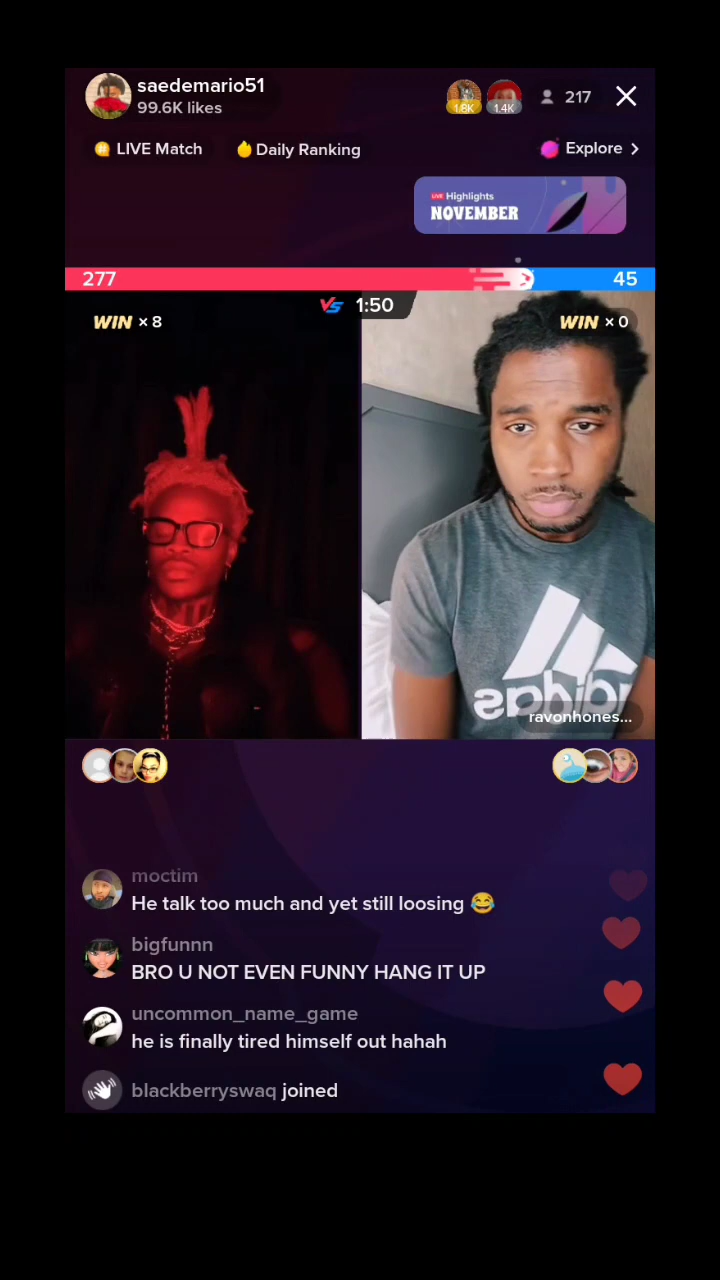 saedemario51
99.6K likes
1.8K
1.4K
217
LIVE Match
Daily Ranking
Explore
LIVE Highlights
NOVEMBER
277
45
VS 1:50
WIN × 8
WIN × 0
adidas
ravonhones...
moctim
He talk too much and yet still loosing 😂
bigfunnn
BRO U NOT EVEN FUNNY HANG IT UP
uncommon_name_game
he is finally tired himself out hahah
blackberryswaq joined